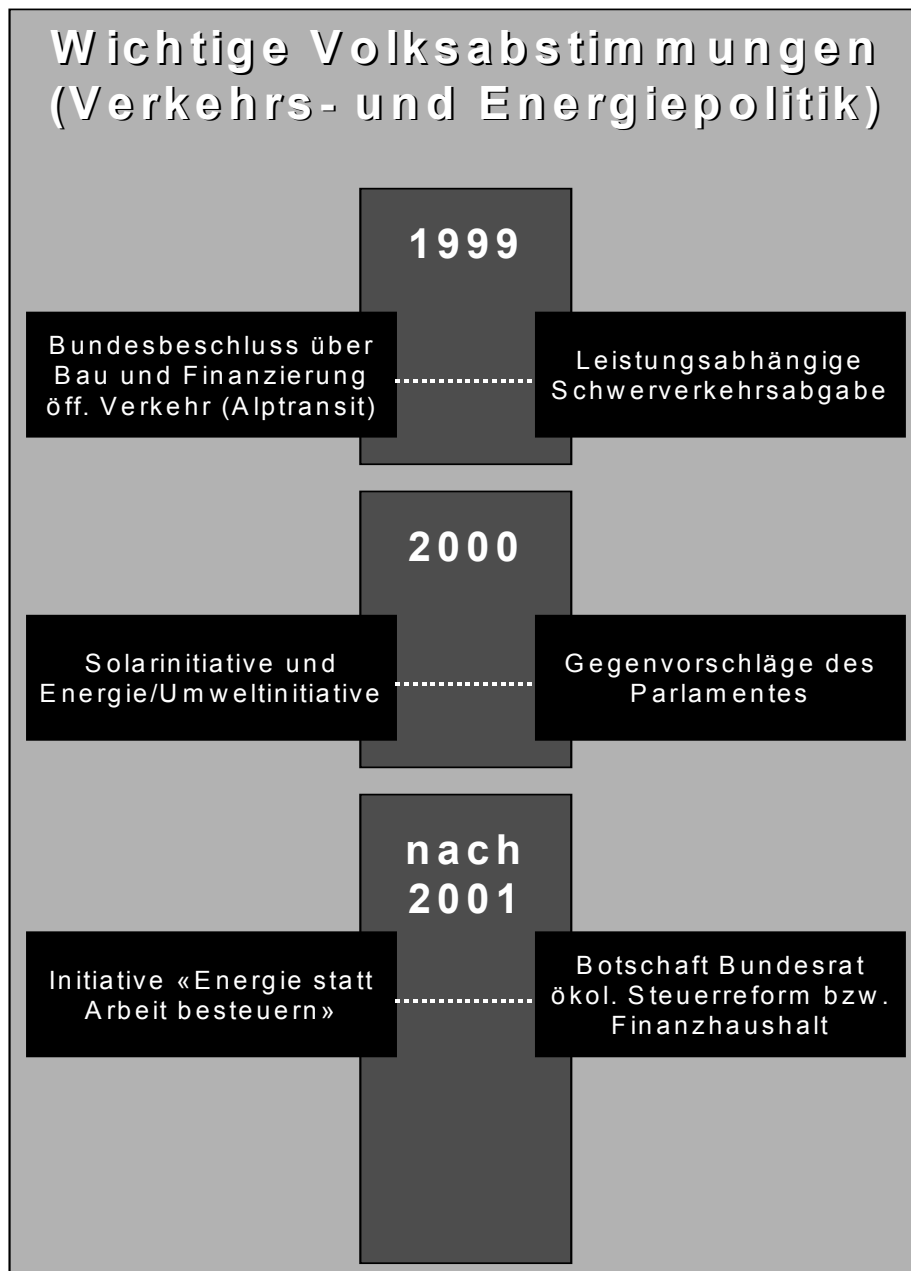 Wichtige Volksabstimmungen
(Verkehrs- und Energiepolitik)
1999
Bundesbeschluss über
Bau und Finanzierung
öff. Verkehr (Alptransit)
Leistungsabhängige
Schwerverkehrsabgabe
2000
Solarinitiative und
Energie/Umweltinitiative
Gegenvorschläge des
Parlamentes
nach
2001
Initiative «Energie statt
Arbeit besteuern»
Botschaft Bundesrat
ökol. Steuerreform bzw.
Finanzhaushalt